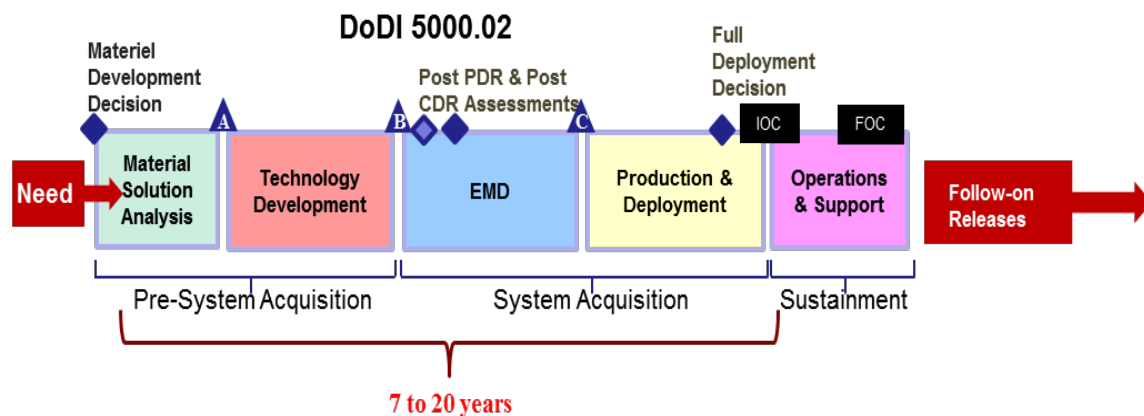 DoDI 5000.02
Materiel
Development
Decision
Post PDR & Post
CDR Assessments
Full
Deployment
Decision
A
B
C
IOC
FOC
Need
Material
Solution
Analysis
Technology
Development
EMD
Production &
Deployment
Operations
& Support
Follow-on
Releases
Pre-System Acquisition
System Acquisition
Sustainment
7 to 20 years